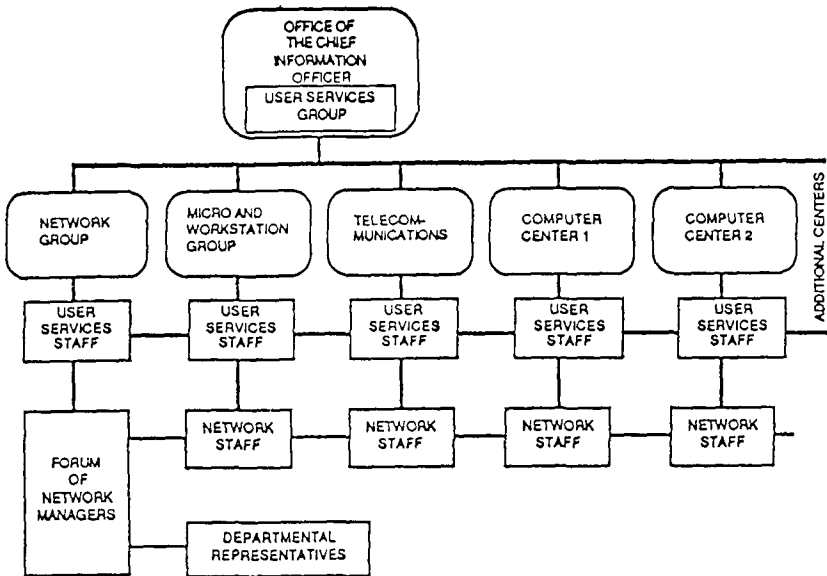 OFFICE OF
THE CHIEF
INFORMATION
OFFICER
USER SERVICES
GROUP
NETWORK
GROUP
MICRO AND
WORKSTATION
GROUP
TELECOM-
MUNICATIONS
COMPUTER
CENTER 1
COMPUTER
CENTER 2
ADDITIONAL CENTERS
USER
SERVICES
STAFF
USER
SERVICES
STAFF
USER
SERVICES
STAFF
USER
SERVICES
STAFF
USER
SERVICES
STAFF
FORUM
OF
NETWORK
MANAGERS
NETWORK
STAFF
NETWORK
STAFF
NETWORK
STAFF
NETWORK
STAFF
DEPARTMENTAL
REPRESENTATIVES